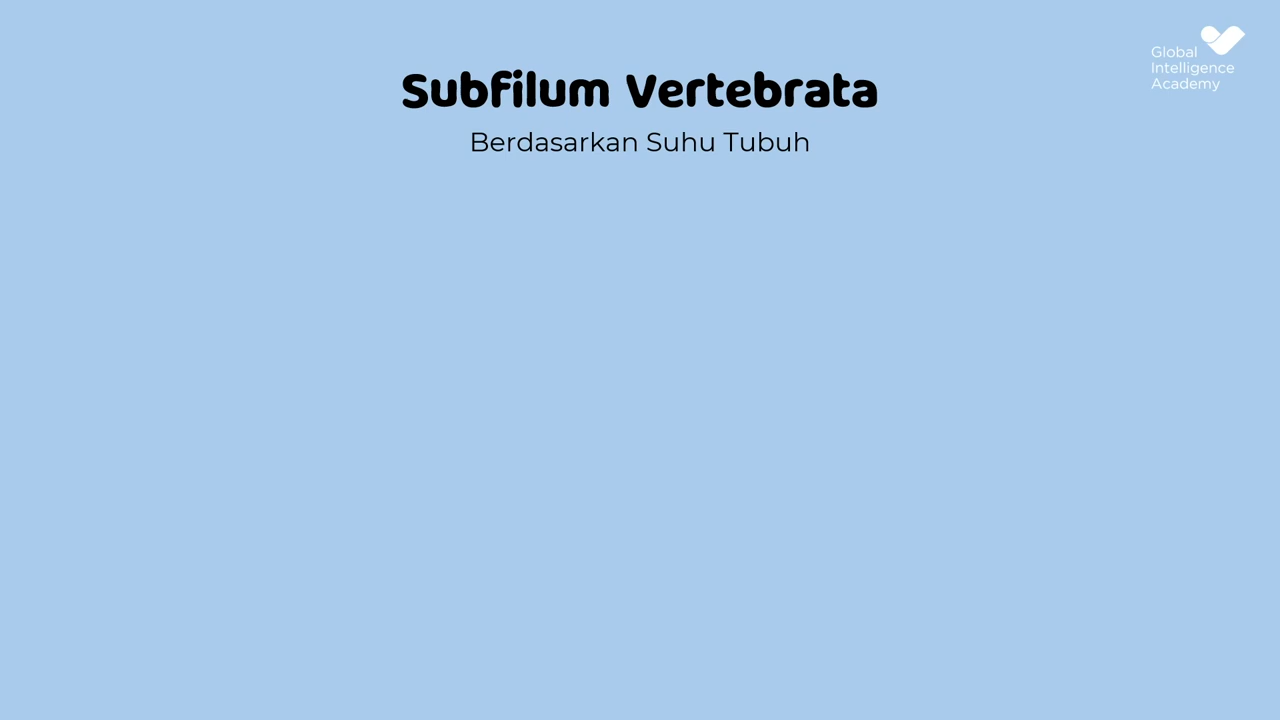 Subfilum Vertebrata
Berdasarkan Suhu Tubuh
Global
Intelligence
Academy